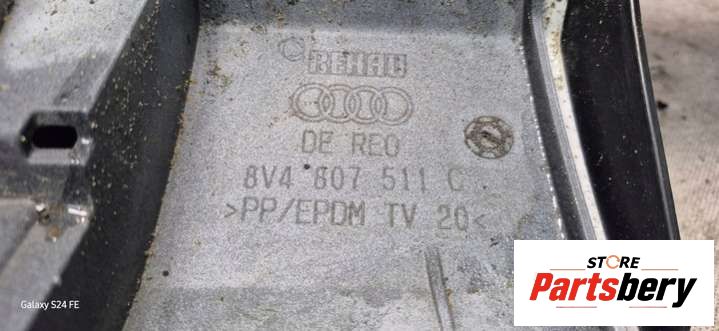 REHAU
DE REO
8V4 807 511 C
>PP/EPDM TV 20<
Galaxy S24 FE
STORE
Partsbery